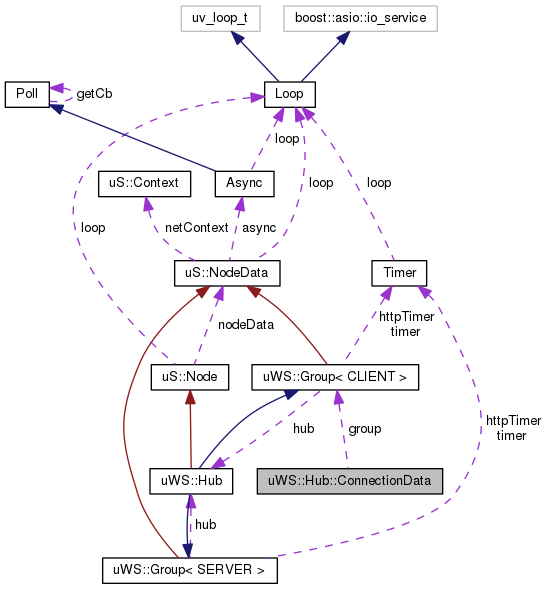 uv_loop_t
boost::asio::io_service
Poll
getCb
Loop
loop
uS::Context
Async
loop
loop
loop
netContext
async
uS::NodeData
Timer
nodeData
httpTimer
timer
uS::Node
uWS::Group< CLIENT >
httpTimer
timer
hub
group
uWS::Hub
uWS::Hub::ConnectionData
hub
uWS::Group< SERVER >